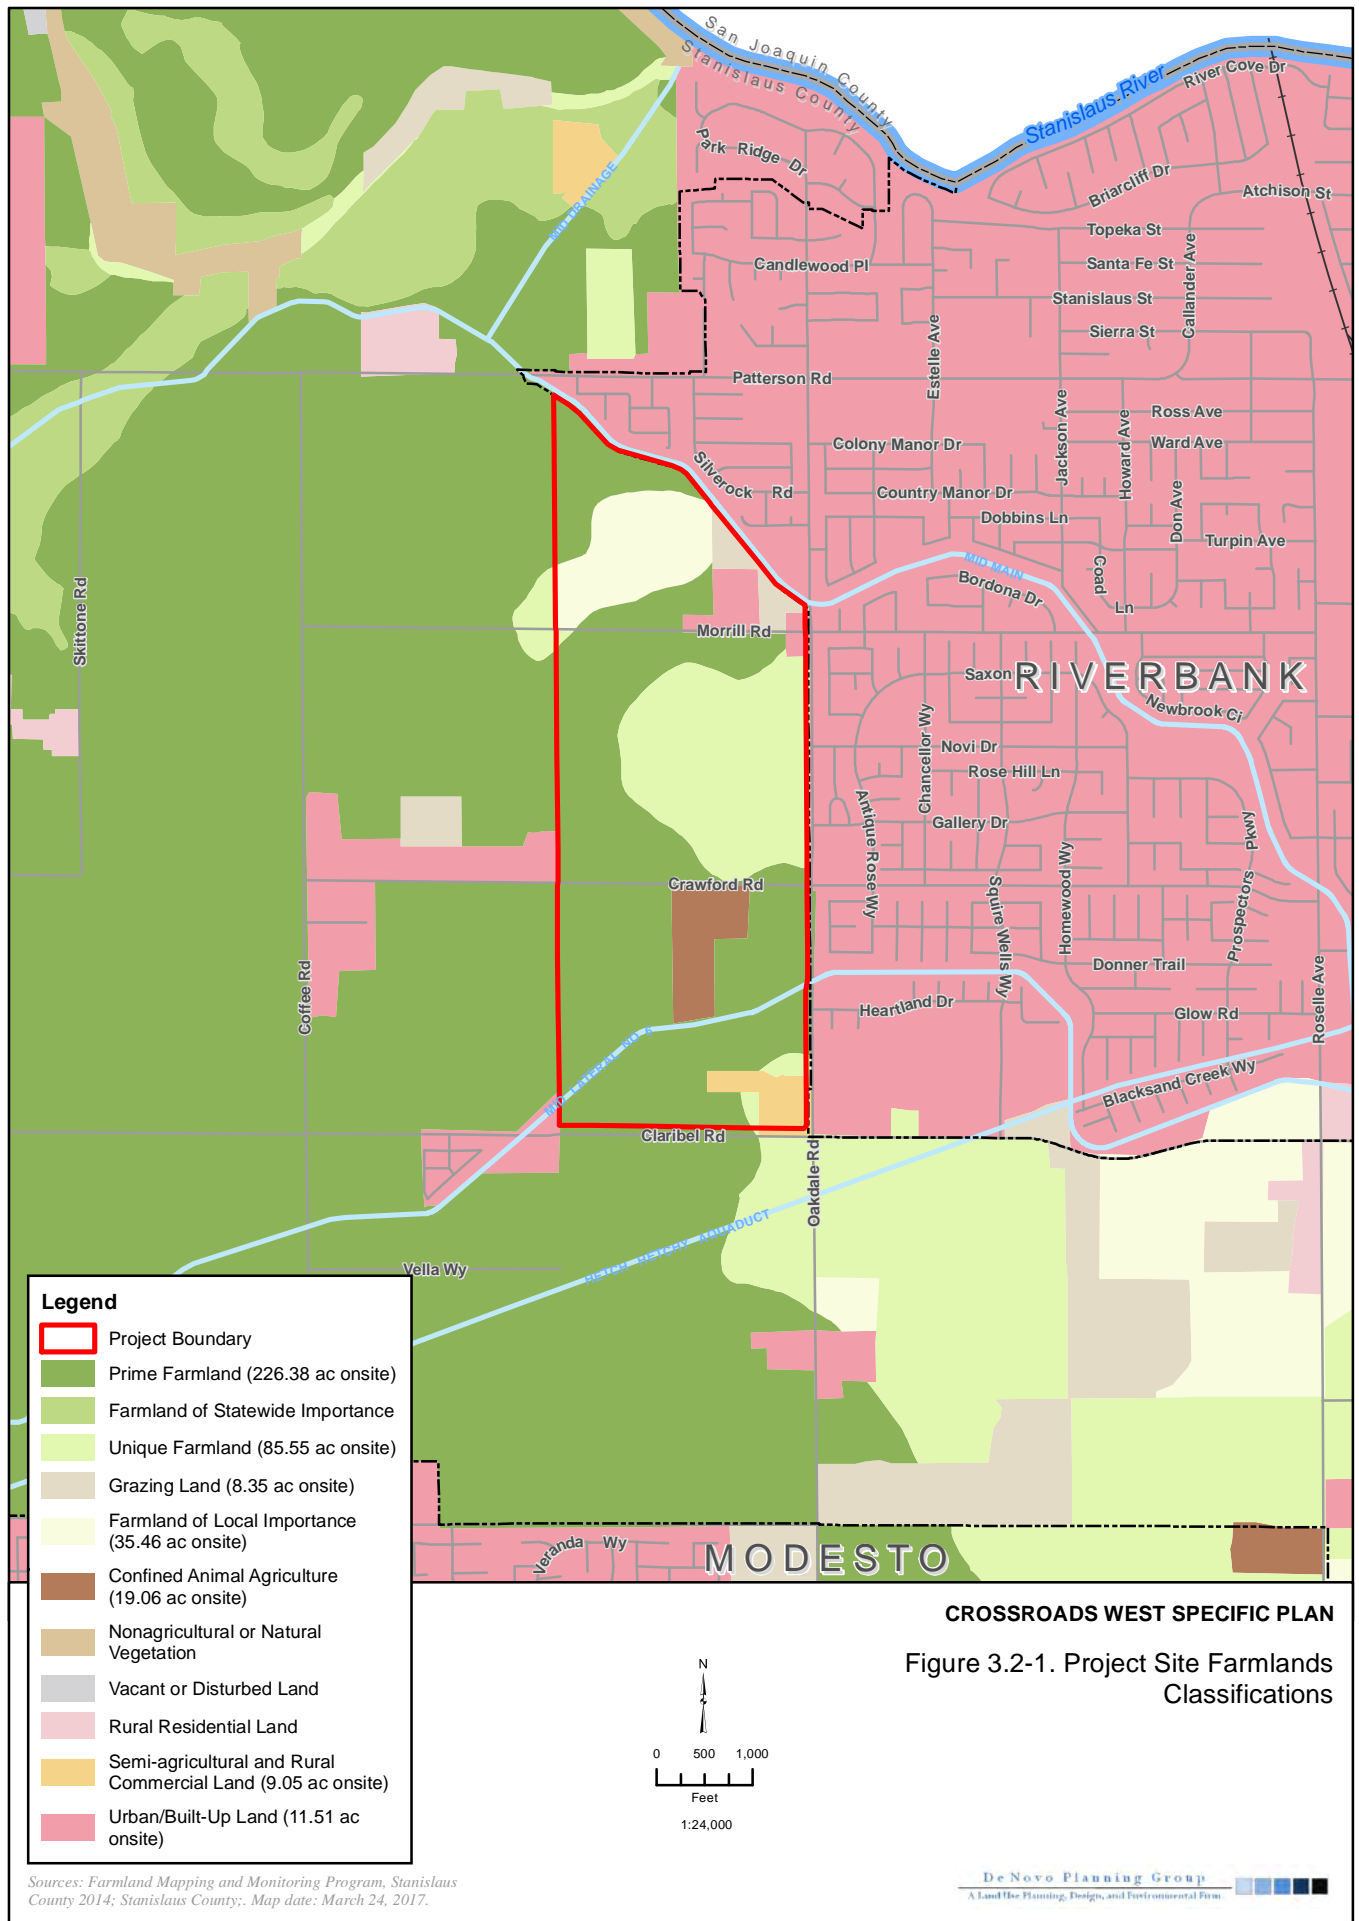 San Joaquin County
Stanislaus County
Stanislaus River
River Cove Dr
Park Ridge Dr
Briarcliff Dr
Atchison St
MID DRAINAGE
Topeka St
Candlewood Pl
Santa Fe St
Callander Ave
Stanislaus St
Sierra St
Estelle Ave
Patterson Rd
Jackson Ave
Howard Ave
Ross Ave
Colony Manor Dr
Ward Ave
Silverock Rd
Country Manor Dr
Don Ave
Dobbins Ln
Turpin Ave
MID MAIN
Coad Ln
Bordona Dr
Skittone Rd
Morrill Rd
Saxon
RIVERBANK
Newbrook Ci
Chancellor Wy
Novi Dr
Rose Hill Ln
Antique Rose Wy
Gallery Dr
Prospectors Pkwy
Homewood Wy
Crawford Rd
Squire Wells Wy
Donner Trail
Coffee Rd
Roselle Ave
Heartland Dr
Glow Rd
MID LATERAL NO 6
Blacksand Creek Wy
Claribel Rd
Oakdale Rd
HETCH HETCHY AQUADUCT
Vella Wy
Veranda Wy
MODESTO
Legend
Project Boundary
Prime Farmland (226.38 ac onsite)
Farmland of Statewide Importance
Unique Farmland (85.55 ac onsite)
Grazing Land (8.35 ac onsite)
Farmland of Local Importance
(35.46 ac onsite)
Confined Animal Agriculture
(19.06 ac onsite)
Nonagricultural or Natural
Vegetation
Vacant or Disturbed Land
Rural Residential Land
Semi-agricultural and Rural
Commercial Land (9.05 ac onsite)
Urban/Built-Up Land (11.51 ac
onsite)
CROSSROADS WEST SPECIFIC PLAN
Figure 3.2-1. Project Site Farmlands
Classifications
N
0 500 1,000
Feet
1:24,000
Sources: Farmland Mapping and Monitoring Program, Stanislaus
County 2014; Stanislaus County;. Map date: March 24, 2017.
De Novo Planning Group
A Land Use Planning, Design, and Environmental Firm